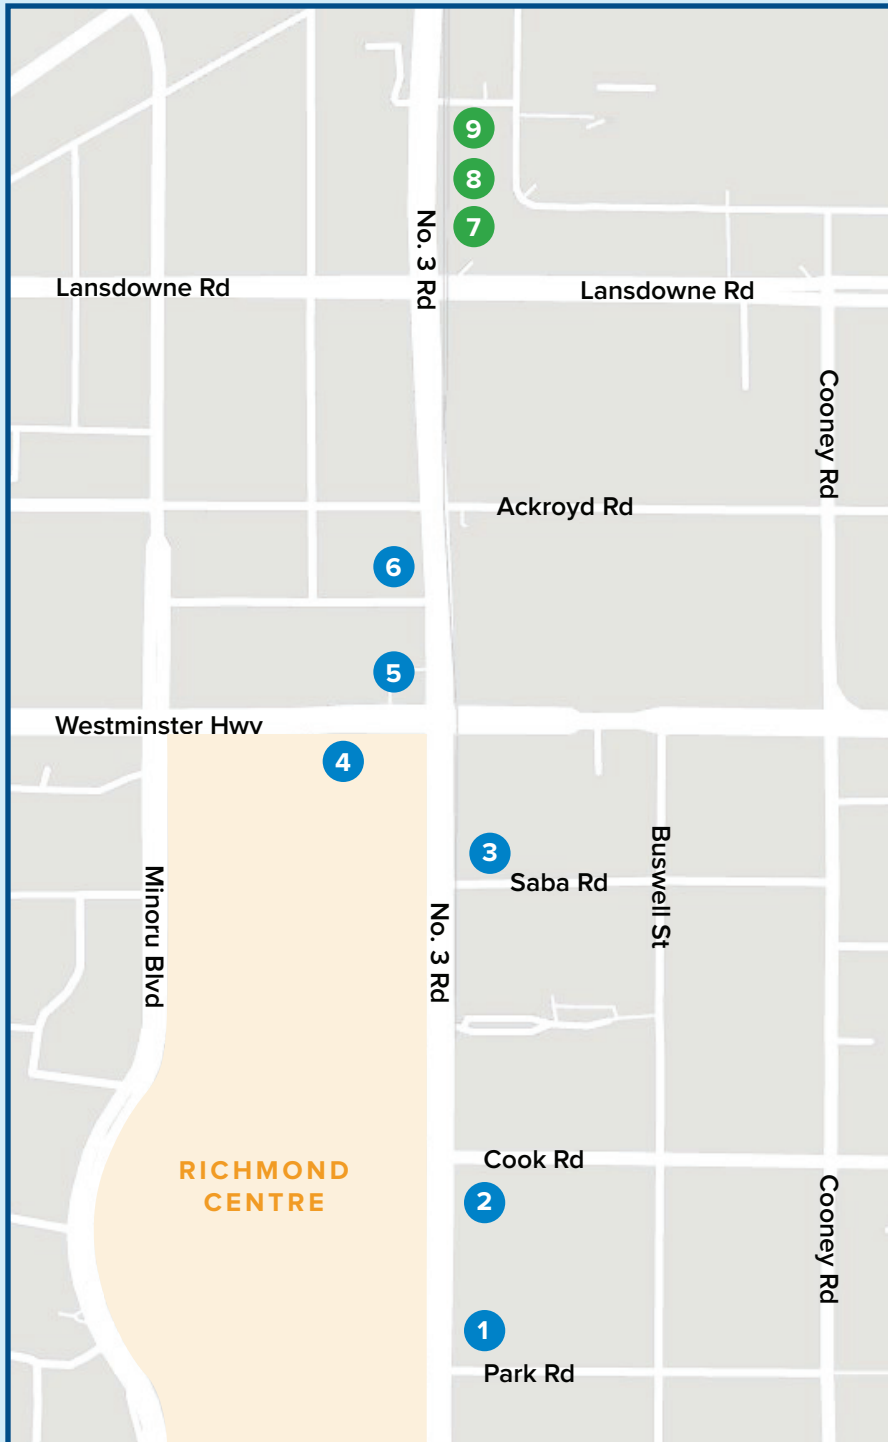 9
8
7
No. 3 Rd
Lansdowne Rd
Lansdowne Rd
Cooney Rd
Ackroyd Rd
6
5
Westminster Hwy
4
3
Saba Rd
Buswell St
Minoru Blvd
No. 3 Rd
RICHMOND
CENTRE
Cook Rd
2
Cooney Rd
1
Park Rd